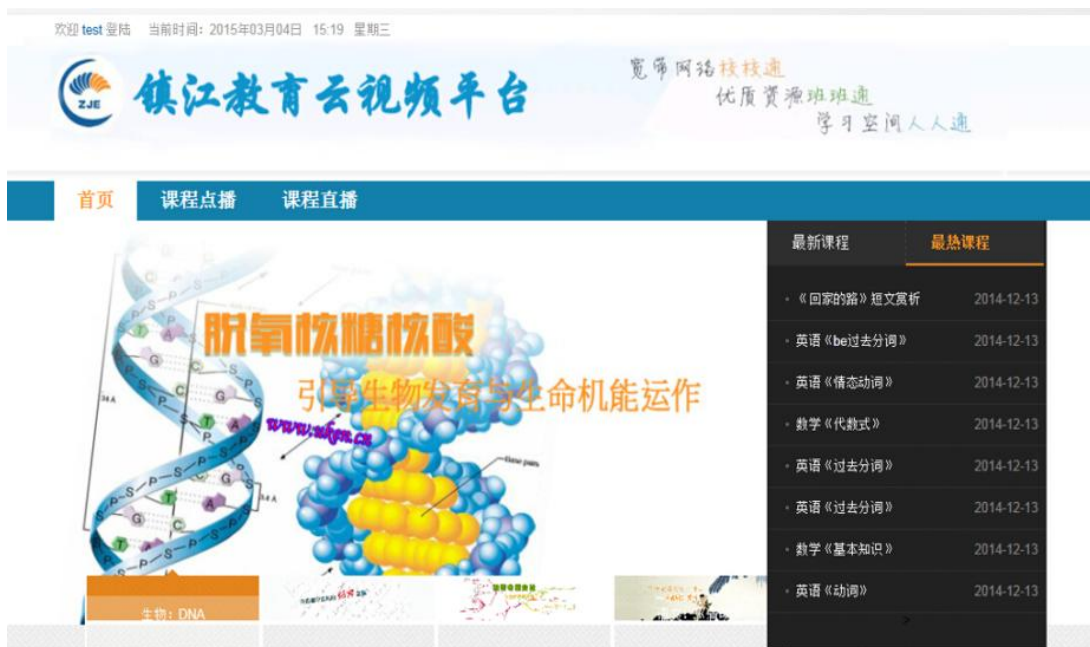 欢迎 test 登陆 当前时间：2015年03月04日 15:19 星期三
ZJE
镇江教育云视频平台
宽带网络校校通
优质资源班班通
学习空间人人通
首页 课程点播 课程直播
最新课程 最热课程
脱氧核糖核酸
引导生物发育与生命机能运作
《回家的路》短文赏析 2014-12-13
英语《be过去分词》 2014-12-13
英语《情态动词》 2014-12-13
数学《代数式》 2014-12-13
英语《过去分词》 2014-12-13
英语《过去分词》 2014-12-13
数学《基本知识》 2014-12-13
英语《动词》 2014-12-13
34 A
base pairs
生物：DNA
>